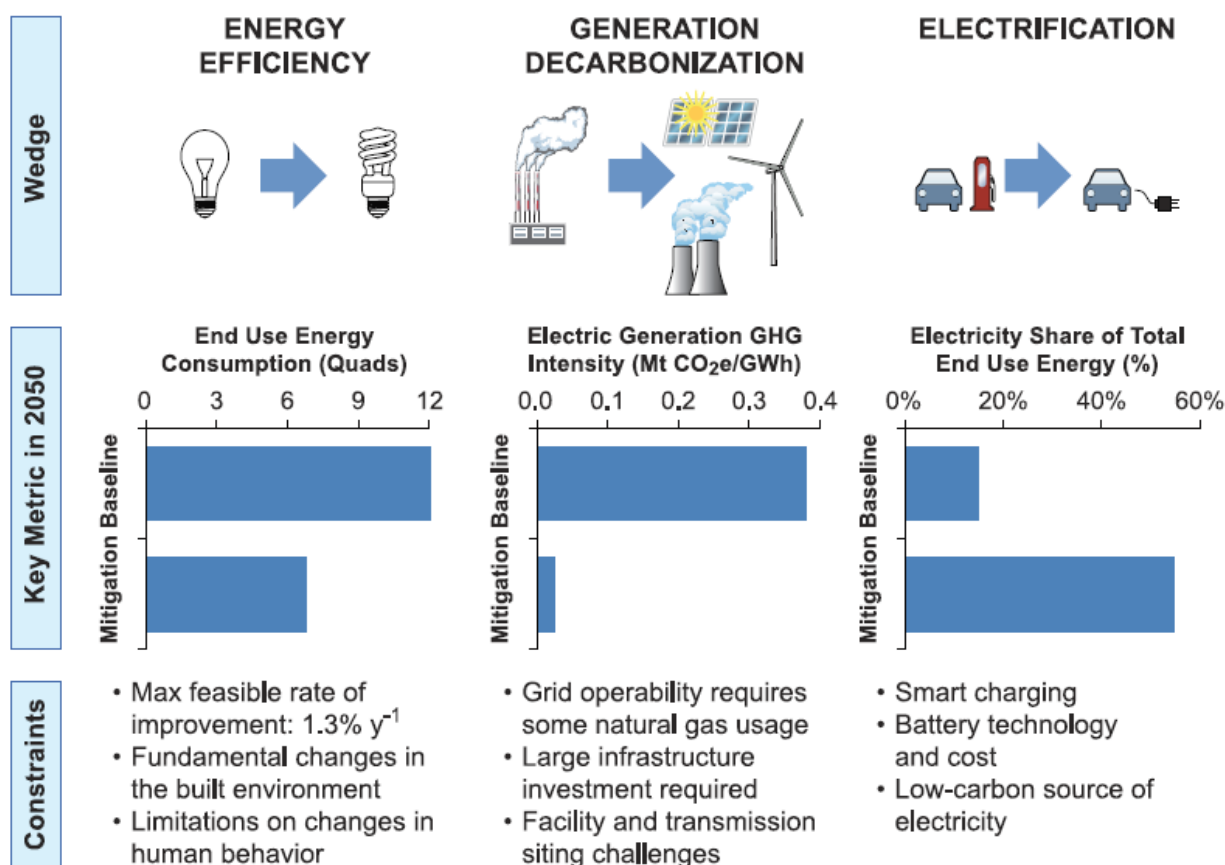 Wedge
ENERGY
EFFICIENCY
GENERATION
DECARBONIZATION
ELECTRIFICATION
Key Metric in 2050
End Use Energy
Consumption (Quads)
0 3 6 9 12
Mitigation Baseline
Electric Generation GHG
Intensity (Mt CO₂e/GWh)
0.0 0.1 0.2 0.3 0.4
Mitigation Baseline
Electricity Share of Total
End Use Energy (%)
0% 20% 40% 60%
Mitigation Baseline
Constraints
• Max feasible rate of
improvement: 1.3% y⁻¹
• Fundamental changes in
the built environment
• Limitations on changes in
human behavior
• Grid operability requires
some natural gas usage
• Large infrastructure
investment required
• Facility and transmission
siting challenges
• Smart charging
• Battery technology
and cost
• Low-carbon source of
electricity